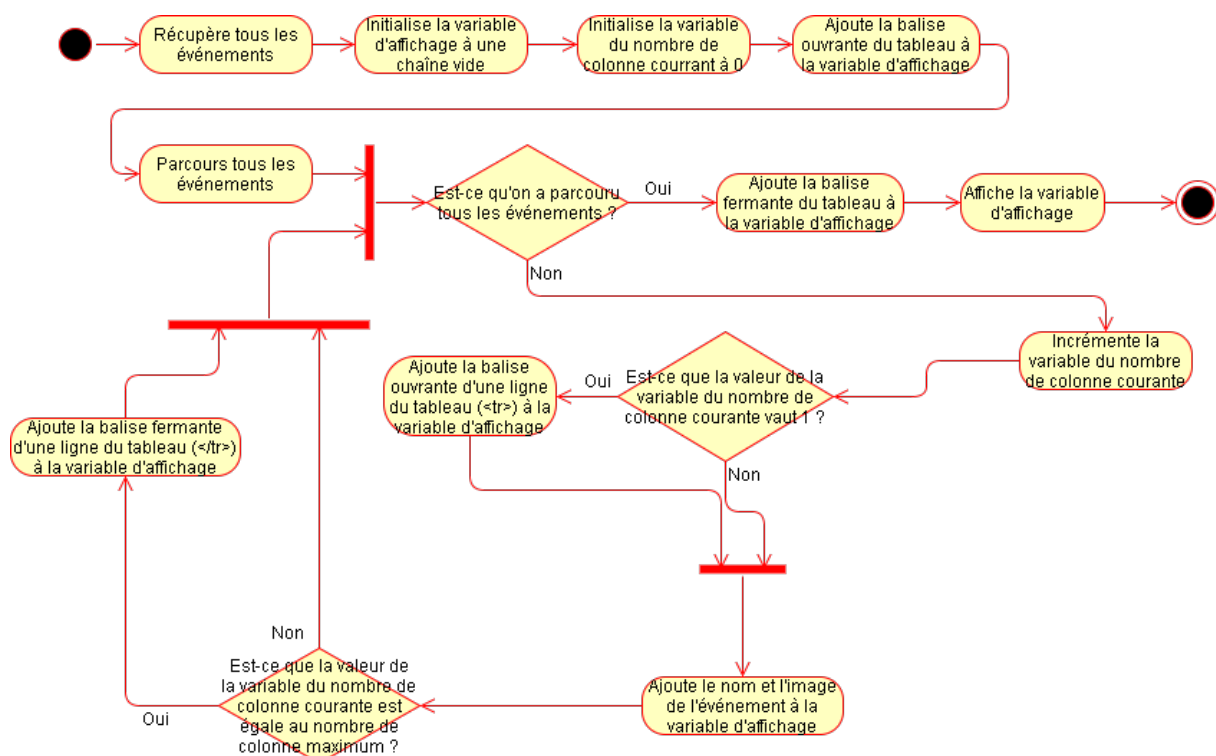 Récupère tous les
événements
Initialise la variable
d'affichage à une
chaîne vide
Initialise la variable
du nombre de
colonne courrant à 0
Ajoute la balise
ouvrante du tableau à
la variable d'affichage
Parcours tous les
événements
Est-ce qu'on a parcouru
tous les événements ?
Oui
Ajoute la balise
fermante du tableau à
la variable d'affichage
Affiche la variable
d'affichage
Non
Incrémente la
variable du nombre
de colonne courante
Est-ce que la valeur de la
variable du nombre de
colonne courante vaut 1 ?
Oui
Ajoute la balise
ouvrante d'une ligne
du tableau (<tr>) à la
variable d'affichage
Non
Ajoute le nom et l'image
de l'événement à la
variable d'affichage
Est-ce que la valeur de
la variable du nombre de
colonne courante est
égale au nombre de
colonne maximum ?
Non
Oui
Ajoute la balise fermante
d'une ligne du tableau (</tr>)
à la variable d'affichage